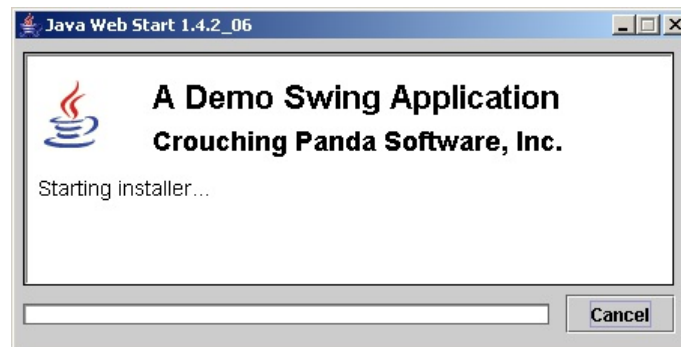 Java Web Start 1.4.2_06
A Demo Swing Application
Crouching Panda Software, Inc.
Starting installer...
Cancel